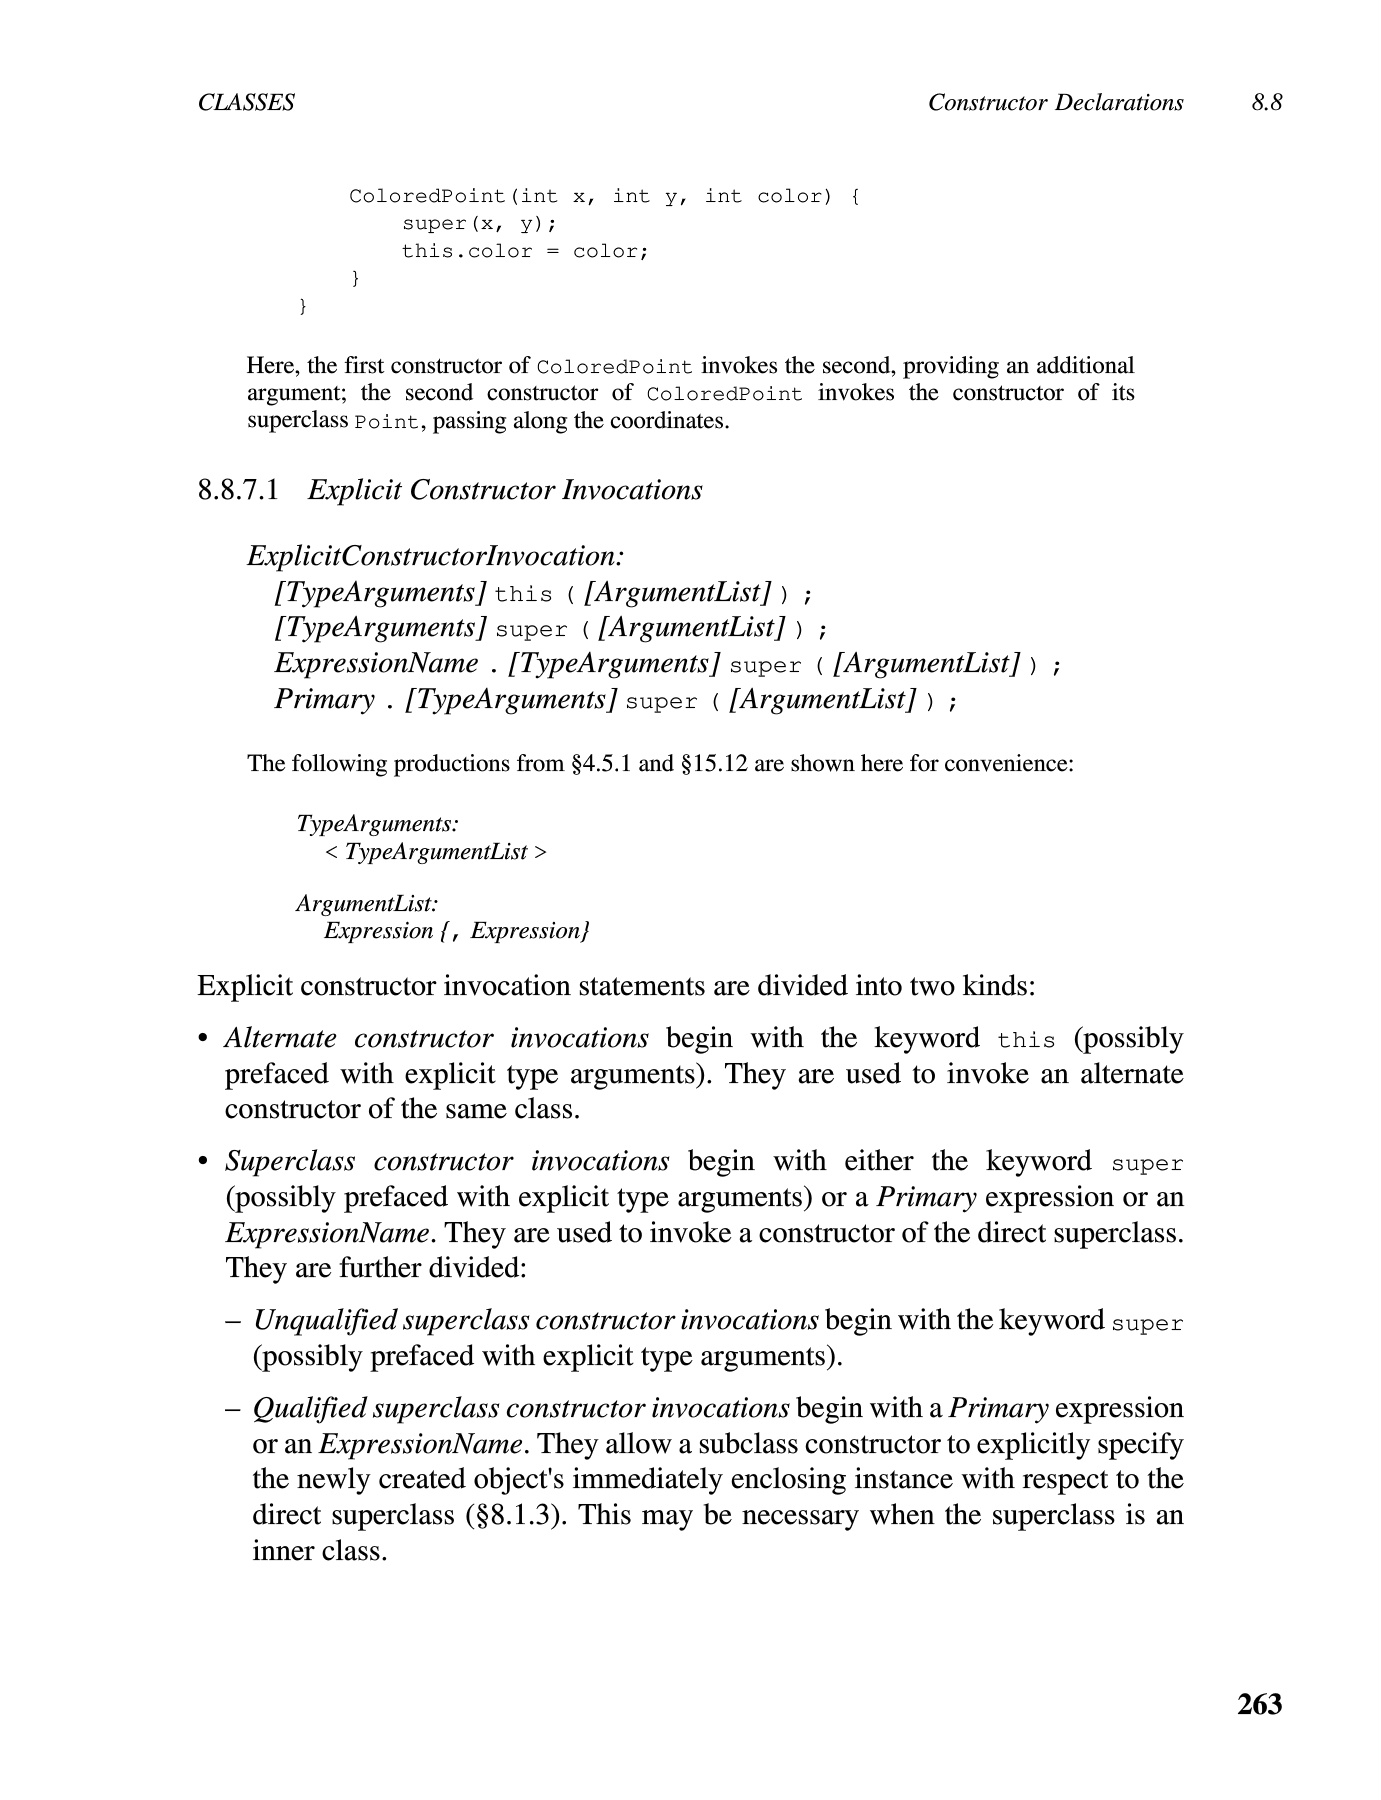 CLASSES Constructor Declarations 8.8
ColoredPoint(int x, int y, int color) {
super(x, y);
this.color = color;
}
}
Here, the first constructor of ColoredPoint invokes the second, providing an additional
argument; the second constructor of ColoredPoint invokes the constructor of its
superclass Point, passing along the coordinates.
8.8.7.1 Explicit Constructor Invocations
ExplicitConstructorInvocation:
[TypeArguments] this ( [ArgumentList] ) ;
[TypeArguments] super ( [ArgumentList] ) ;
ExpressionName . [TypeArguments] super ( [ArgumentList] ) ;
Primary . [TypeArguments] super ( [ArgumentList] ) ;
The following productions from §4.5.1 and §15.12 are shown here for convenience:
TypeArguments:
< TypeArgumentList >
ArgumentList:
Expression {, Expression}
Explicit constructor invocation statements are divided into two kinds:
• Alternate constructor invocations begin with the keyword this (possibly
prefaced with explicit type arguments). They are used to invoke an alternate
constructor of the same class.
• Superclass constructor invocations begin with either the keyword super
(possibly prefaced with explicit type arguments) or a Primary expression or an
ExpressionName. They are used to invoke a constructor of the direct superclass.
They are further divided:
– Unqualified superclass constructor invocations begin with the keyword super
(possibly prefaced with explicit type arguments).
– Qualified superclass constructor invocations begin with a Primary expression
or an ExpressionName. They allow a subclass constructor to explicitly specify
the newly created object's immediately enclosing instance with respect to the
direct superclass (§8.1.3). This may be necessary when the superclass is an
inner class.
263